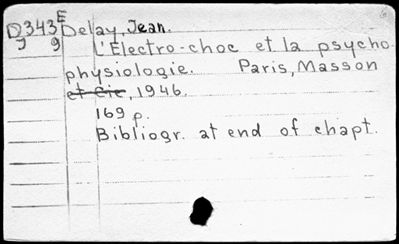 D343E Delay, Jean.
J 9 L'Électro-choc et la psycho-
physiologie. Paris, Masson
et Cie, 1946.
169 p.
Bibliogr. at end of chapt.